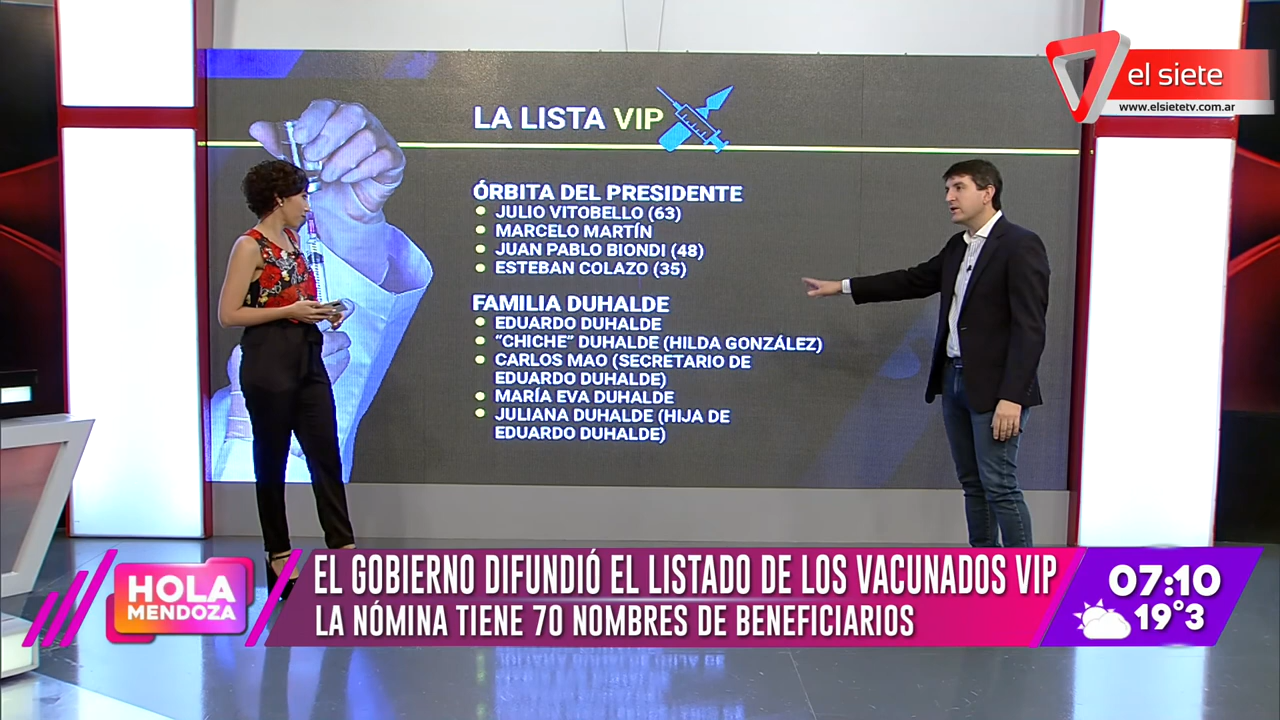 el siete
www.elsietetv.com.ar
LA LISTA VIP
ÓRBITA DEL PRESIDENTE
JULIO VITOBELLO (63)
MARCELO MARTÍN
JUAN PABLO BIONDI (48)
ESTEBAN COLAZO (35)
FAMILIA DUHALDE
EDUARDO DUHALDE
“CHICHE” DUHALDE (HILDA GONZÁLEZ)
CARLOS MAO (SECRETARIO DE
EDUARDO DUHALDE)
MARÍA EVA DUHALDE
JULIANA DUHALDE (HIJA DE
EDUARDO DUHALDE)
HOLA
MENDOZA
EL GOBIERNO DIFUNDIÓ EL LISTADO DE LOS VACUNADOS VIP
LA NÓMINA TIENE 70 NOMBRES DE BENEFICIARIOS
07:10
19°3